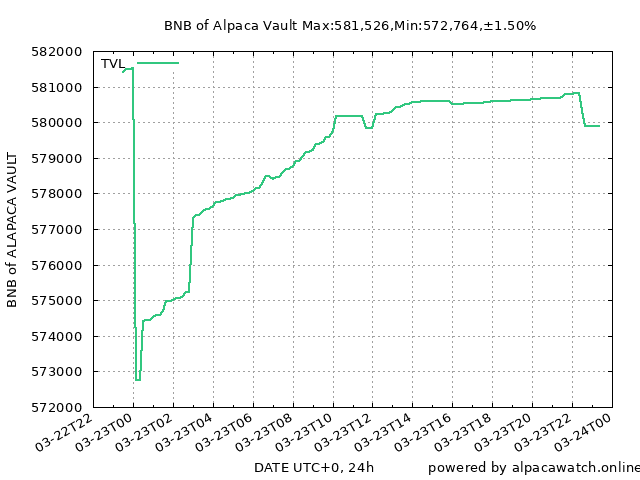 BNB of Alpaca Vault Max:581,526,Min:572,764,±1.50%
582000
TVL
581000
580000
579000
578000
577000
576000
575000
574000
573000
572000
BNB of ALAPACA VAULT
03-22T22
03-23T00
03-23T02
03-23T04
03-23T06
03-23T08
03-23T10
03-23T12
03-23T14
03-23T16
03-23T18
03-23T20
03-23T22
03-24T00
DATE UTC+0, 24h
powered by alpacawatch.online